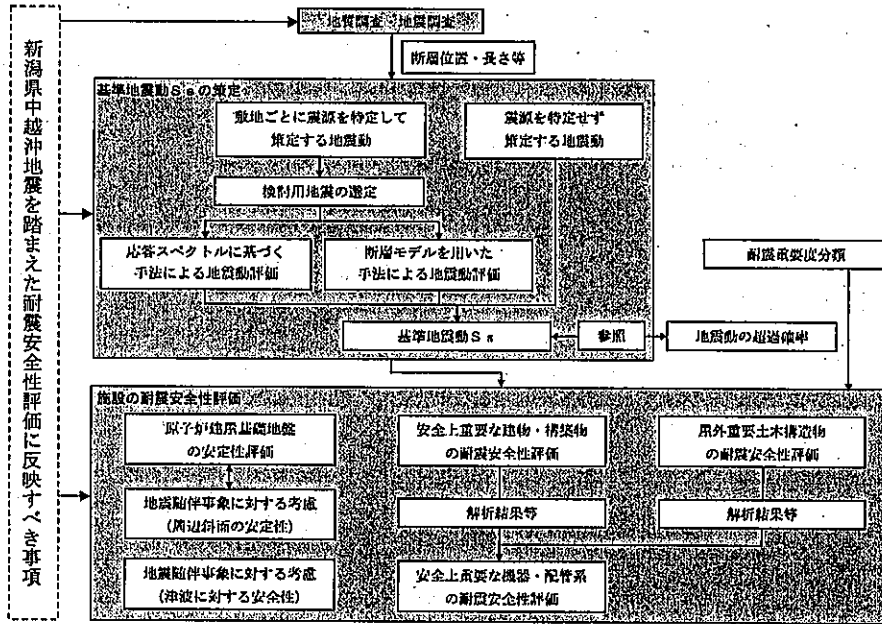 新潟県中越沖地震を踏まえた耐震安全性評価に反映すべき事項
地質調査・地震調査
断層位置・長さ等
基準地震動Ssの策定
敷地ごとに震源を特定して
策定する地震動
震源を特定せず
策定する地震動
検討用地震の選定
応答スペクトルに基づく
手法による地震動評価
断層モデルを用いた
手法による地震動評価
耐震重要度分類
基準地震動Ss
参照
地震動の超過確率
施設の耐震安全性評価
原子炉建屋基礎地盤
の安定性評価
安全上重要な建物・構築物
の耐震安全性評価
屋外重要土木構造物
の耐震安全性評価
地震随伴事象に対する考慮
(周辺斜面の安定性)
解析結果等
解析結果等
地震随伴事象に対する考慮
(津波に対する安全性)
安全上重要な機器・配管系
の耐震安全性評価